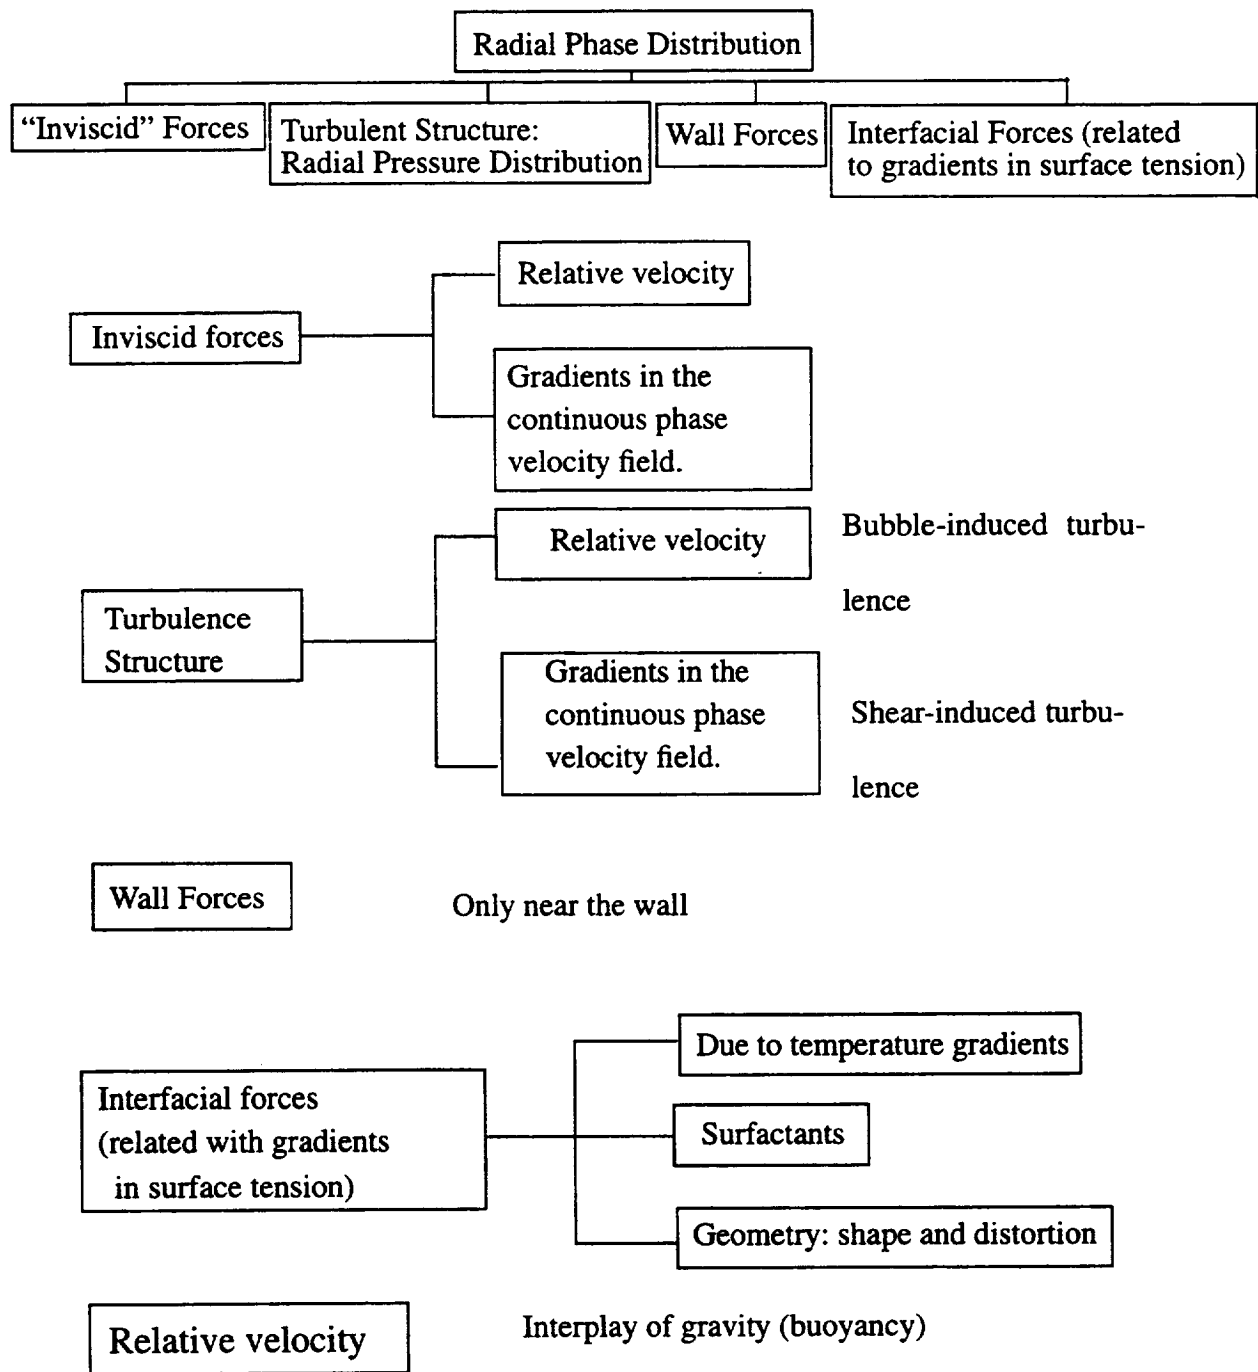 Radial Phase Distribution
“Inviscid” Forces
Turbulent Structure:
Radial Pressure Distribution
Wall Forces
Interfacial Forces (related
to gradients in surface tension)
Relative velocity
Inviscid forces
Gradients in the
continuous phase
velocity field.
Relative velocity
Bubble-induced turbu-
lence
Turbulence
Structure
Gradients in the
continuous phase
velocity field.
Shear-induced turbu-
lence
Wall Forces
Only near the wall
Due to temperature gradients
Interfacial forces
(related with gradients
in surface tension)
Surfactants
Geometry: shape and distortion
Relative velocity
Interplay of gravity (buoyancy)